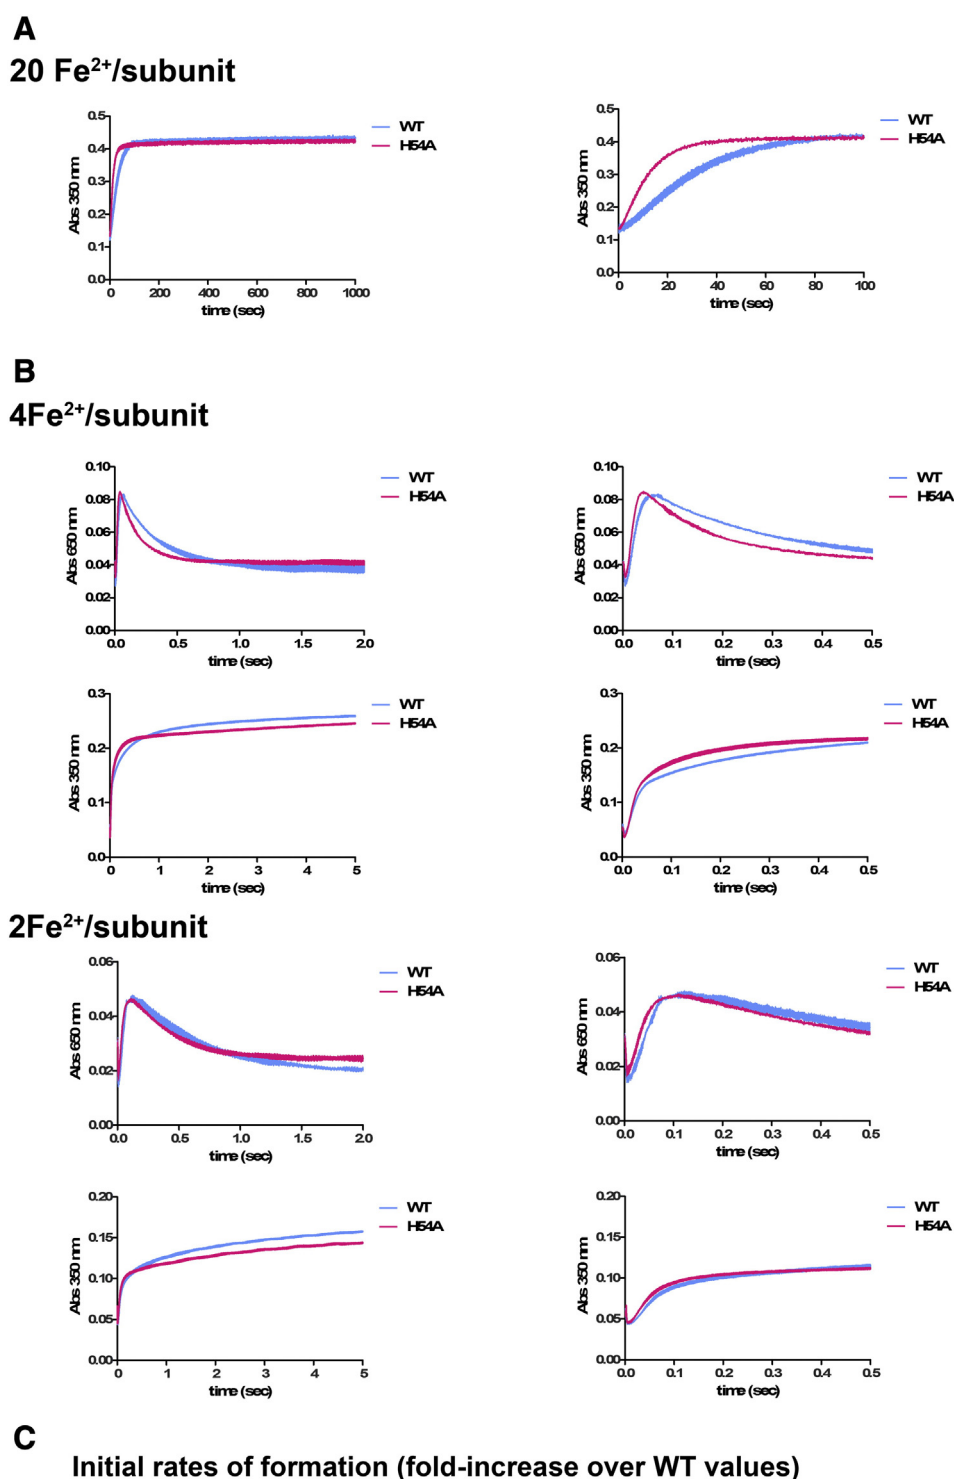 A
20 Fe²⁺/subunit
0.5
0.4
0.3
0.2
0.1
0.0
Abs 350 nm
0 200 400 600 800 1000
time (sec)
WT
H54A
0.5
0.4
0.3
0.2
0.1
0.0
Abs 350 nm
0 20 40 60 80 100
time (sec)
WT
H54A
B
4Fe²⁺/subunit
0.10
0.08
0.06
0.04
0.02
0.00
Abs 650 nm
0.0 0.5 1.0 1.5 2.0
time (sec)
WT
H54A
0.10
0.08
0.06
0.04
0.02
0.00
Abs 650 nm
0.0 0.1 0.2 0.3 0.4 0.5
time (sec)
WT
H54A
0.3
0.2
0.1
0.0
Abs 350 nm
0 1 2 3 4 5
time (sec)
WT
H54A
0.3
0.2
0.1
0.0
Abs 350 nm
0.0 0.1 0.2 0.3 0.4 0.5
time (sec)
WT
H54A
2Fe²⁺/subunit
0.06
0.04
0.02
0.00
Abs 650 nm
0.0 0.5 1.0 1.5 2.0
time (sec)
WT
H54A
0.06
0.04
0.02
0.00
Abs 650 nm
0.0 0.1 0.2 0.3 0.4 0.5
time (sec)
WT
H54A
0.20
0.15
0.10
0.05
0.00
Abs 350 nm
0 1 2 3 4 5
time (sec)
WT
H54A
0.20
0.15
0.10
0.05
0.00
Abs 350 nm
0.0 0.1 0.2 0.3 0.4 0.5
time (sec)
WT
H54A
C
Initial rates of formation (fold-increase over WT values)